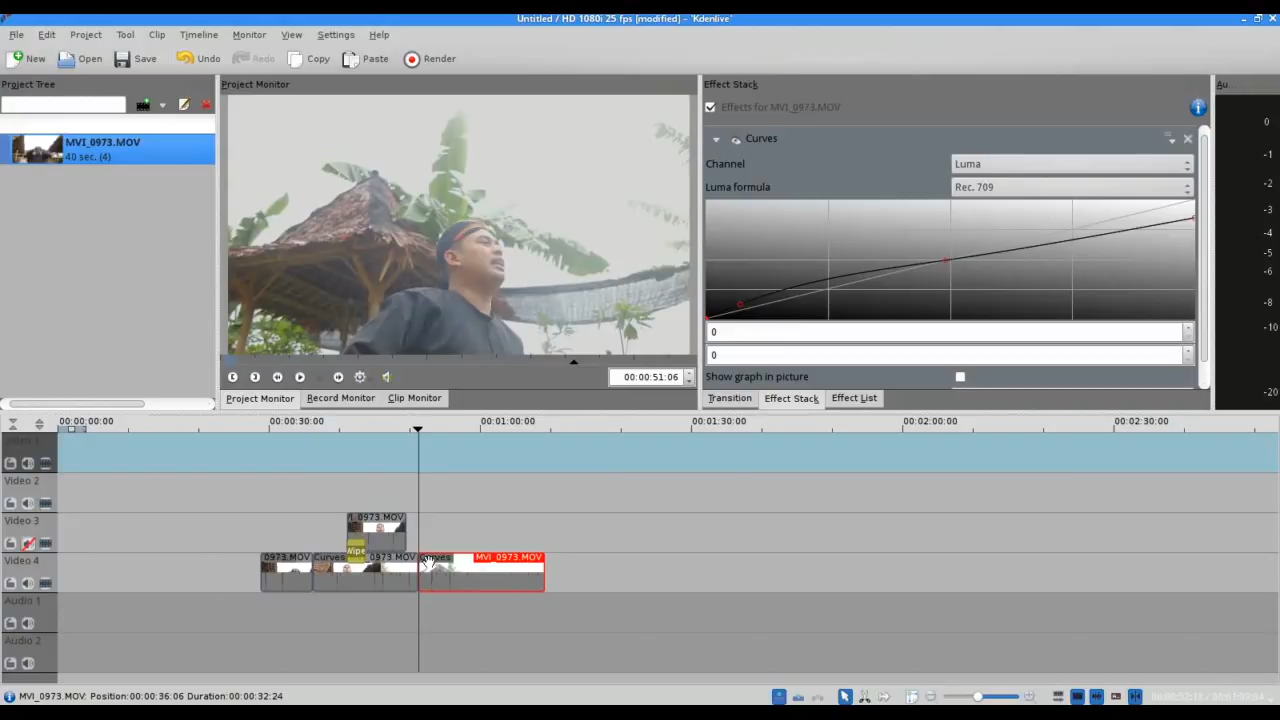 Untitled / HD 1080i 25 fps [modified] – 'Kdenlive'
File Edit Project Tool Clip Timeline Monitor View Settings Help
New Open Save Undo Redo Copy Paste Render
Project Tree
Project Monitor
Effect Stack
Au...
Effects for MVI_0973.MOV
MVI_0973.MOV
40 sec. (4)
Curves
Channel Luma
Luma formula Rec. 709
0
-1
-2
-3
-4
-5
-6
-8
-10
-20
0
0
Show graph in picture
00:00:51:06
Project Monitor Record Monitor Clip Monitor
Transition Effect Stack Effect List
00:00:00:00 00:00:30:00 00:01:00:00 00:01:30:00 00:02:00:00 00:02:30:00
Video 1
Video 2
Video 3
I_0973.MOV
Wipe
Video 4
0973.MOV Curves 0973.MOV Curves MVI_0973.MOV
Audio 1
Audio 2
MVI_0973.MOV: Position:00:00:36:06 Duration:00:00:32:24